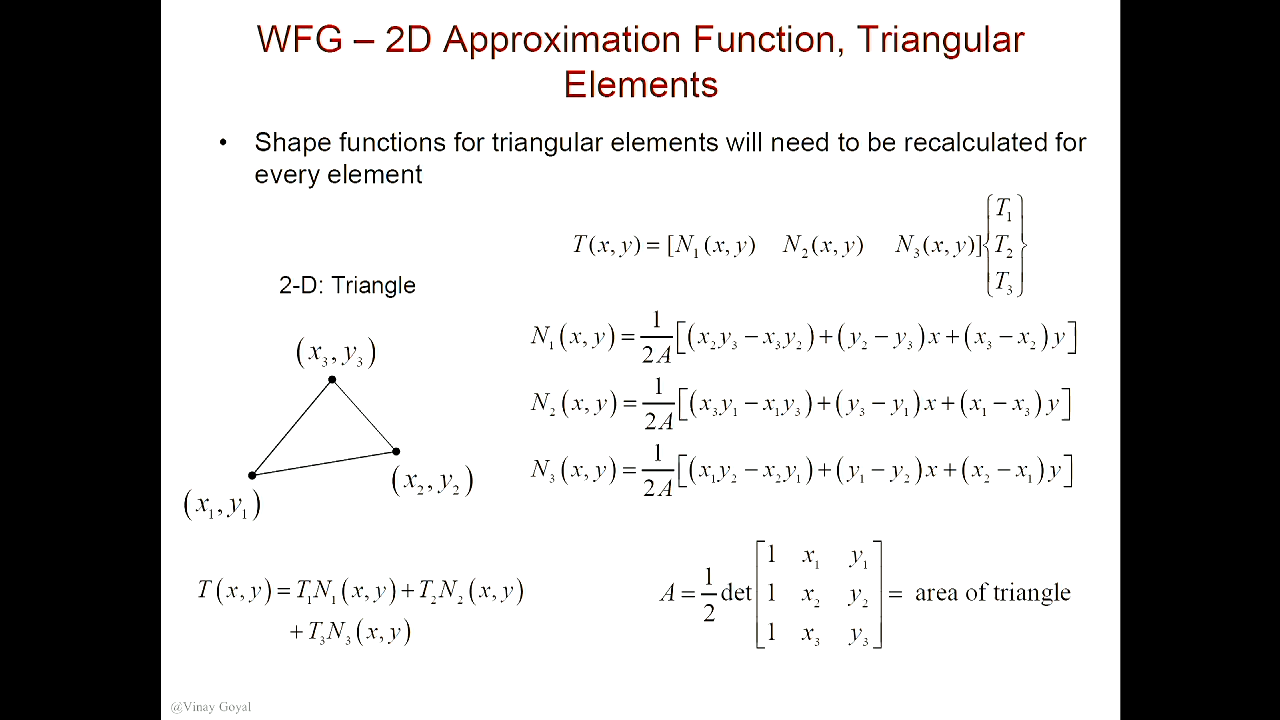 WFG – 2D Approximation Function, Triangular
Elements
• Shape functions for triangular elements will need to be recalculated for
every element
T(x, y) = [N₁(x, y)   N₂(x, y)   N₃(x, y)] {T₁ T₂ T₃}
2-D: Triangle
(x₃, y₃)
(x₂, y₂)
(x₁, y₁)
N₁(x, y) = 1/2A [(x₂y₃ − x₃y₂) + (y₂ − y₃)x + (x₃ − x₂)y]
N₂(x, y) = 1/2A [(x₃y₁ − x₁y₃) + (y₃ − y₁)x + (x₁ − x₃)y]
N₃(x, y) = 1/2A [(x₁y₂ − x₂y₁) + (y₁ − y₂)x + (x₂ − x₁)y]
T(x, y) = T₁N₁(x, y) + T₂N₂(x, y)
+ T₃N₃(x, y)
A = 1/2 det [1 x₁ y₁; 1 x₂ y₂; 1 x₃ y₃] = area of triangle
@Vinay Goyal